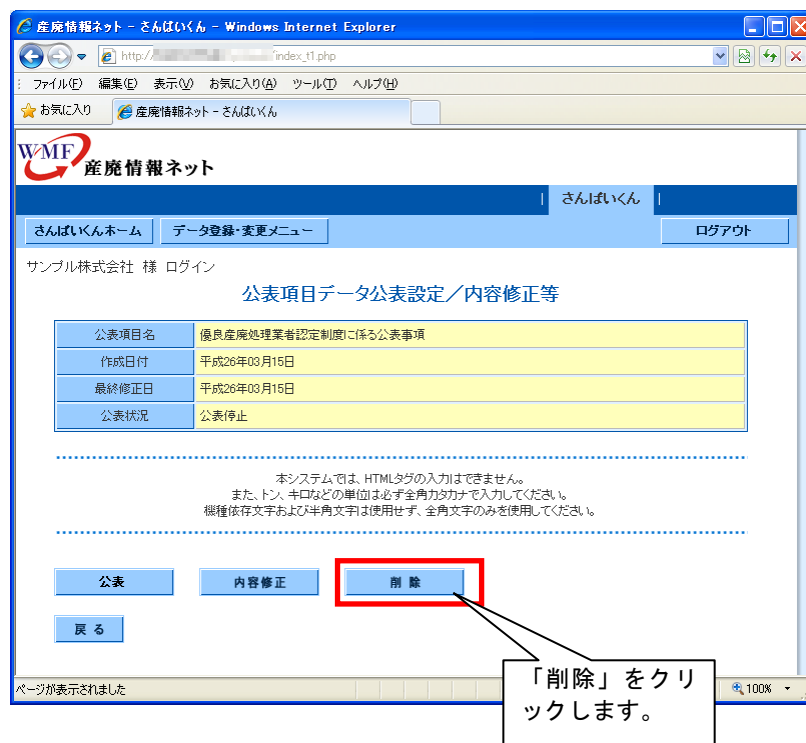 産廃情報ネット - さんぱいくん - Windows Internet Explorer
http://
index_t1.php
ファイル(F) 編集(E) 表示(V) お気に入り(A) ツール(T) ヘルプ(H)
お気に入り 産廃情報ネット - さんぱいくん
WMF 産廃情報ネット
| さんぱいくん |
さんぱいくんホーム データ登録・変更メニュー ログアウト
サンプル株式会社 様 ログイン
公表項目データ公表設定/内容修正等
公表項目名 優良産廃処理業者認定制度に係る公表事項
作成日付 平成26年03月15日
最終修正日 平成26年03月15日
公表状況 公表停止
本システムでは、HTMLタグの入力はできません。
また、トン、キロなどの単位は必ず全角カタカナで入力してください。
機種依存文字および半角文字は使用せず、全角文字のみを使用してください。
公表 内容修正 削 除
戻 る
「削除」をクリ
ックします。
ページが表示されました 100%